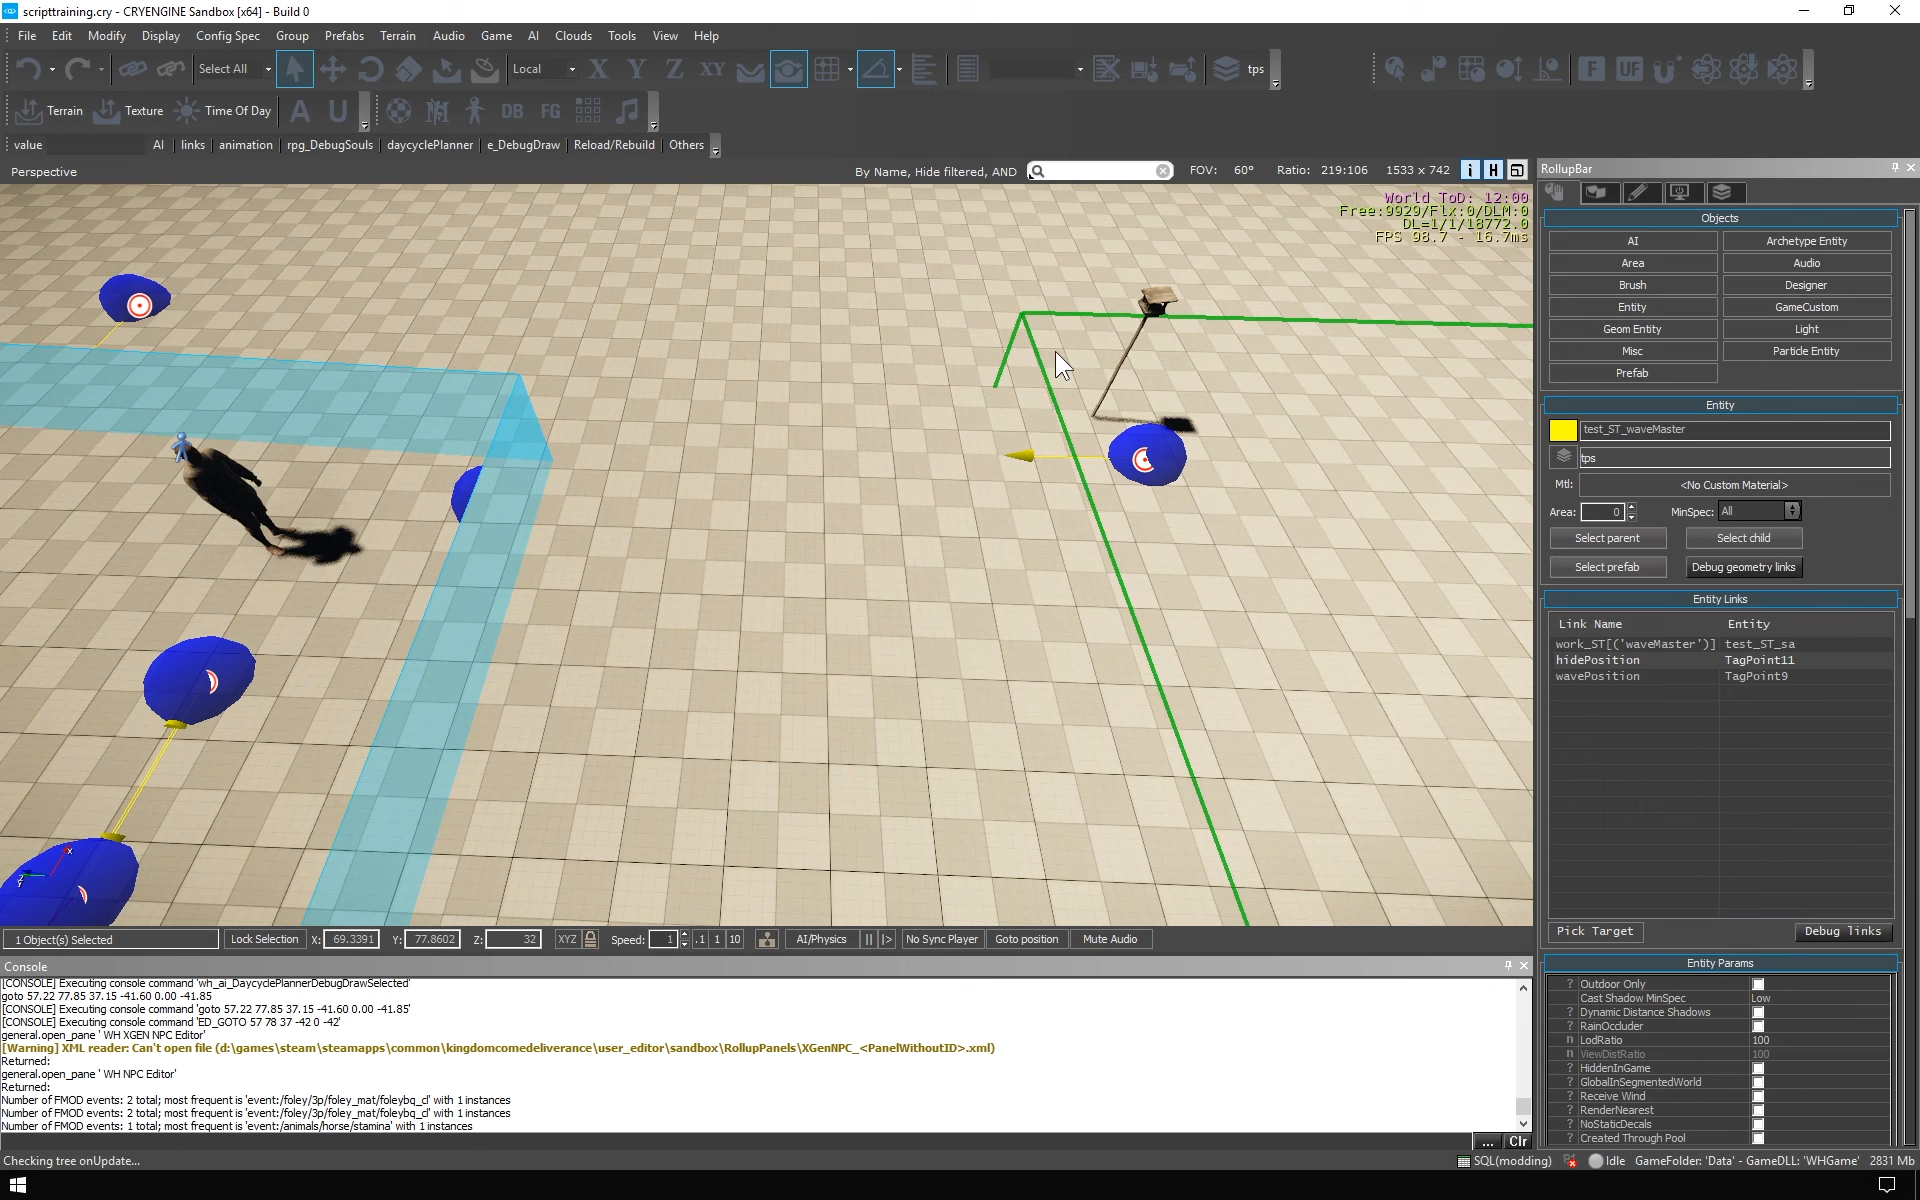 scripttraining.cry - CRYENGINE Sandbox [x64] - Build 0
File Edit Modify Display Config Spec Group Prefabs Terrain Audio Game AI Clouds Tools View Help
Select All Local X Y Z XY tps F UF
Terrain Texture Time Of Day A U DB FG
value AI links animation rpg_DebugSouls daycyclePlanner e_DebugDraw Reload/Rebuild Others
Perspective By Name, Hide filtered, AND FOV: 60° Ratio: 219:106 1533 x 742 i H
World ToD: 12:00
Free:9929/Flx:0/DLM:0
DL=1/1/18772.0
FPS 98.7 - 16.7ms
RollupBar
Objects
AI Archetype Entity
Area Audio
Brush Designer
Entity GameCustom
Geom Entity Light
Misc Particle Entity
Prefab
Entity
test_ST_waveMaster
tps
Mtl: <No Custom Material>
Area: 0 MinSpec: All
Select parent Select child
Select prefab Debug geometry links
Entity Links
Link Name Entity
work_ST[('waveMaster')] test_ST_sa
hidePosition TagPoint11
wavePosition TagPoint9
Pick Target Debug links
Entity Params
? Outdoor Only
Cast Shadow MinSpec Low
? Dynamic Distance Shadows
? RainOccluder
n LodRatio 100
n ViewDistRatio 100
? HiddenInGame
? GlobalInSegmentedWorld
? Receive Wind
? RenderNearest
? NoStaticDecals
? Created Through Pool
x
y
1 Object(s) Selected Lock Selection X: 69.3391 Y: 77.8602 Z: 32 XYZ Speed: 1 .1 1 10 AI/Physics || |> No Sync Player Goto position Mute Audio
Console
[CONSOLE] Executing console command 'wh_ai_DaycyclePlannerDebugDrawSelected'
goto 57.22 77.85 37.15 -41.60 0.00 -41.85
[CONSOLE] Executing console command 'goto 57.22 77.85 37.15 -41.60 0.00 -41.85'
[CONSOLE] Executing console command 'ED_GOTO 57 78 37 -42 0 -42'
general.open_pane ' WH XGEN NPC Editor'
[Warning] XML reader: Can't open file (d:\games\steam\steamapps\common\kingdomcomedeliverance\user_editor\sandbox\RollupPanels\XGenNPC_<PanelWithoutID>.xml)
Returned:
general.open_pane ' WH NPC Editor'
Returned:
Number of FMOD events: 2 total; most frequent is 'event:/foley/3p/foley_mat/foleybq_cl' with 1 instances
Number of FMOD events: 2 total; most frequent is 'event:/foley/3p/foley_mat/foleybq_cl' with 1 instances
Number of FMOD events: 1 total; most frequent is 'event:/animals/horse/stamina' with 1 instances
... Clr
Checking tree onUpdate... SQL(modding) Idle GameFolder: 'Data' - GameDLL: 'WHGame' 2831 Mb